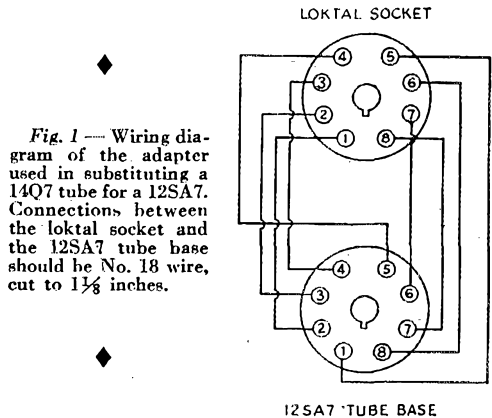 LOKTAL SOCKET
4 5
3 6
2 7
1 8
Fig. 1 — Wiring dia-
gram of the adapter
used in substituting a
14Q7 tube for a 12SA7.
Connections between
the loktal socket and
the 12SA7 tube base
should be No. 18 wire,
cut to 1⅛ inches.
4 5
3 6
2 7
1 8
12SA7 TUBE BASE